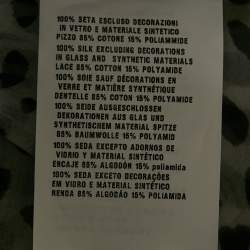 100% SETA ESCLUSO DECORAZIONI
IN VETRO E MATERIALE SINTETICO
PIZZO 85% COTONE 15% POLIAMMIDE
100% SILK EXCLUDING DECORATIONS
IN GLASS AND SYNTHETIC MATERIALS
LACE 85% COTTON 15% POLYAMIDE
100% SOIE SAUF DÉCORATIONS EN
VERRE ET MATIÈRE SYNTHÉTIQUE
DENTELLE 85% COTON 15% POLYAMIDE
100% SEIDE AUSGESCHLOSSEN
DEKORATIONEN AUS GLAS UND
SYNTHETISCHEM MATERIAL SPITZE
85% BAUMWOLLE 15% POLYAMID
100% SEDA EXCEPTO ADORNOS DE
VIDRIO Y MATERIAL SINTÉTICO
ENCAJE 85% ALGODÓN 15% poliamida
100% SEDA EXCETO DECORAÇÕES
EM VIDRO E MATERIAL SINTÉTICO
RENDA 85% ALGODÃO 15% POLIAMIDA